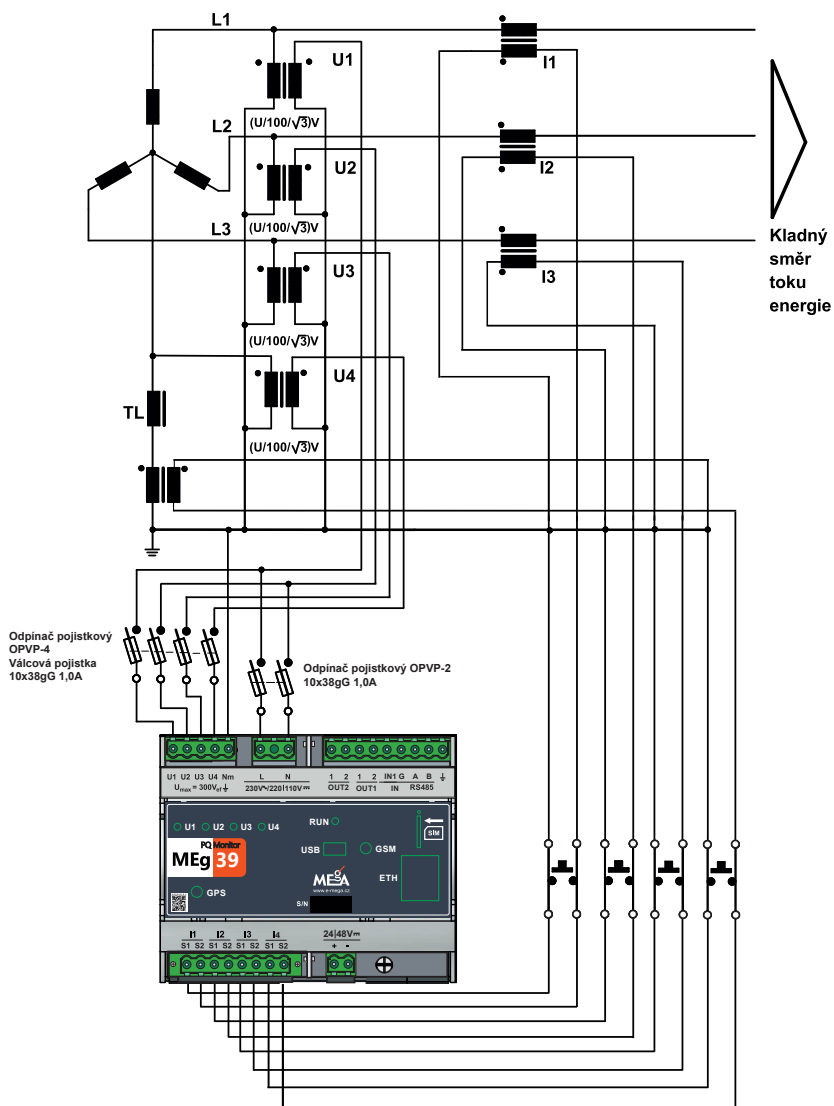 L1
U1
I1
(U/100/√3)V
L2
U2
I2
(U/100/√3)V
L3
U3
I3
Kladný
směr
toku
energie
(U/100/√3)V
U4
TL
(U/100/√3)V
Odpínač pojistkový
OPVP-4
Válcová pojistka
10x38gG 1,0A
Odpínač pojistkový OPVP-2
10x38gG 1,0A
U1 U2 U3 U4 Nm
Umax = 300Vef ⏚
L N
230V∿/220|110V⎓
1 2 1 2 IN1 G A B ⏚
OUT2 OUT1 IN RS485
U1 U2 U3 U4
RUN
SIM
PQ Monitor
MEg 39
USB
GSM
ETH
GPS
MEgA
www.e-mega.cz
S/N
I1 I2 I3 I4
S1 S2 S1 S2 S1 S2 S1 S2
24|48V⎓
+ -